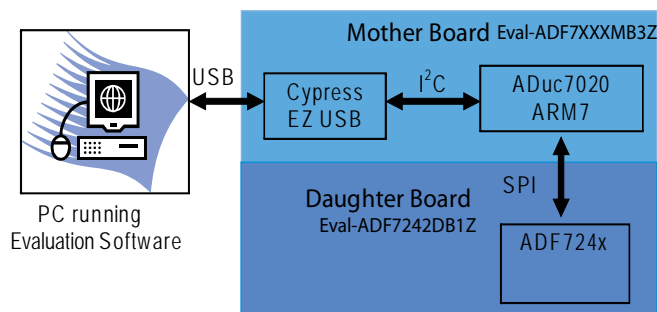 Mother Board Eval-ADF7XXXMB3Z
USB
Cypress
EZ USB
I²C
ADuc7020
ARM7
SPI
Daughter Board
Eval-ADF7242DB1Z
ADF724x
PC running
Evaluation Software